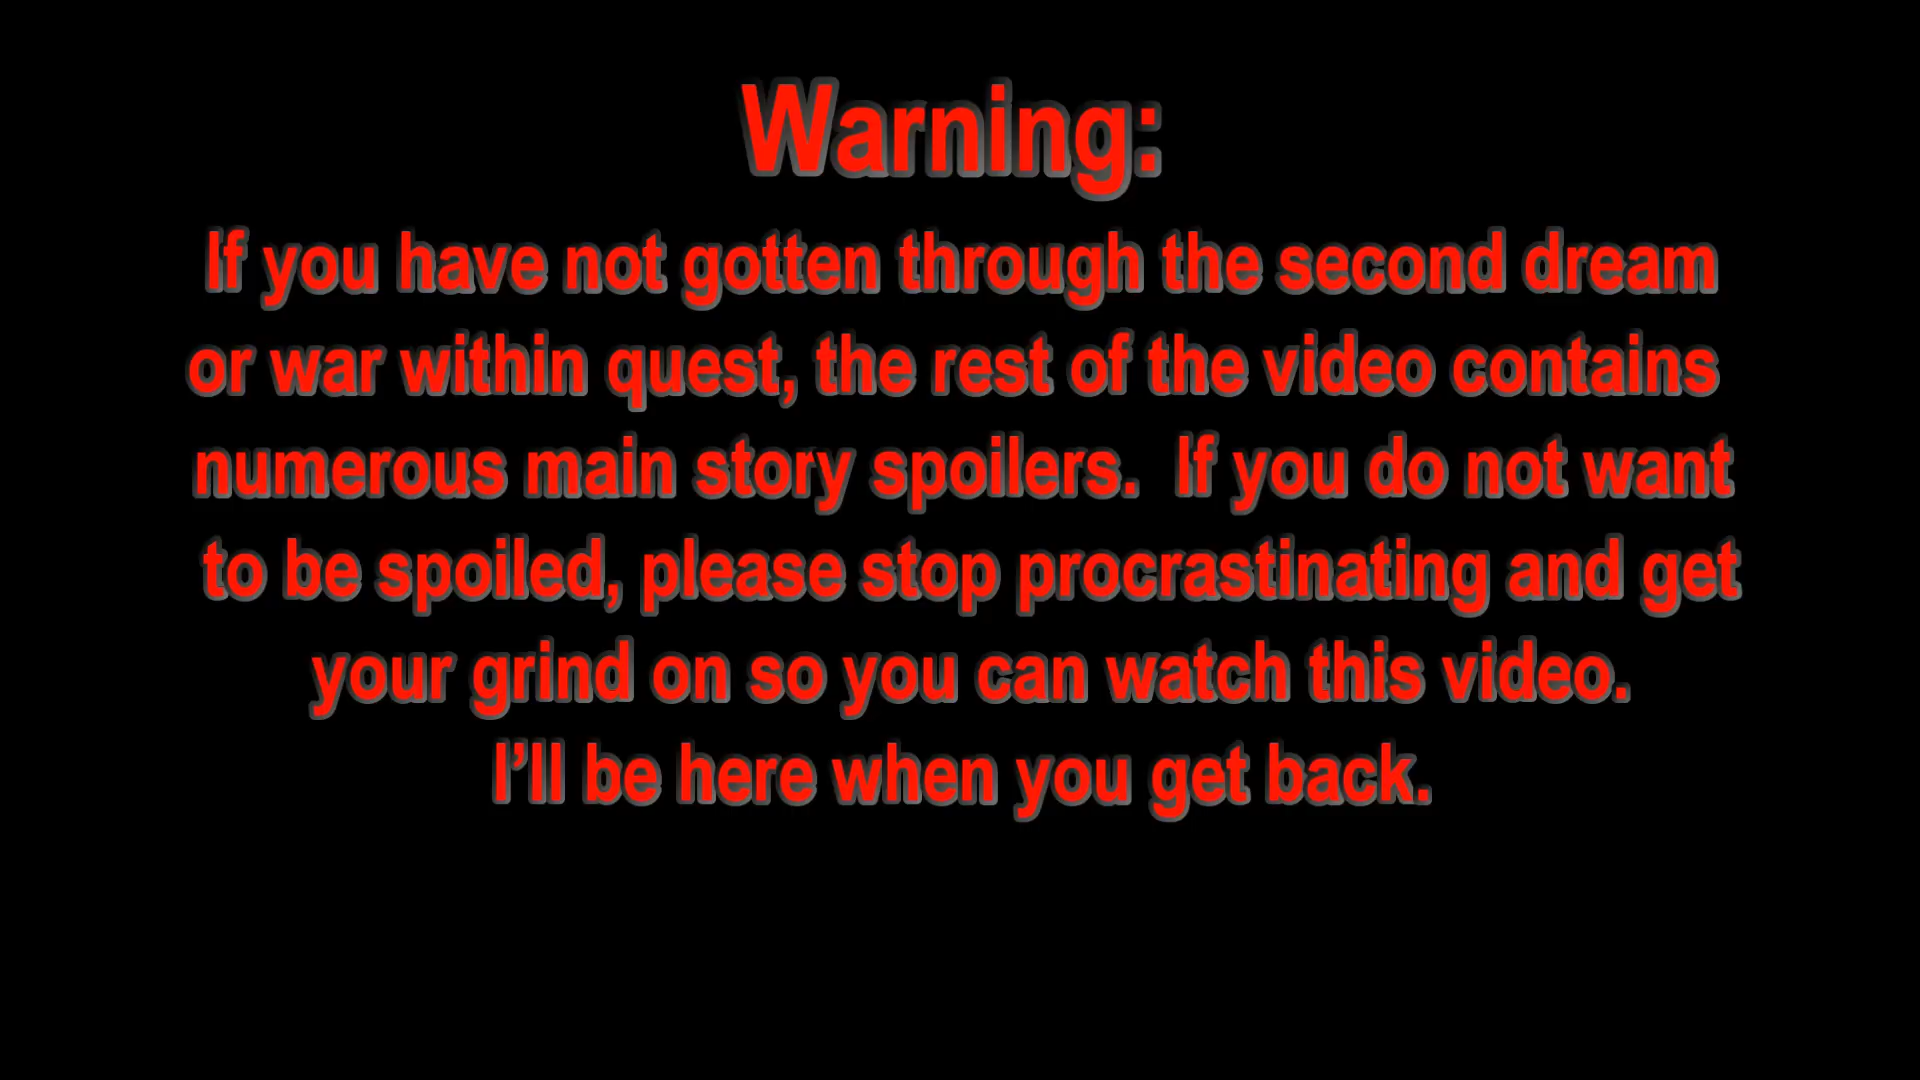 Warning:
If you have not gotten through the second dream
or war within quest, the rest of the video contains
numerous main story spoilers.  If you do not want
to be spoiled, please stop procrastinating and get
your grind on so you can watch this video.
I’ll be here when you get back.